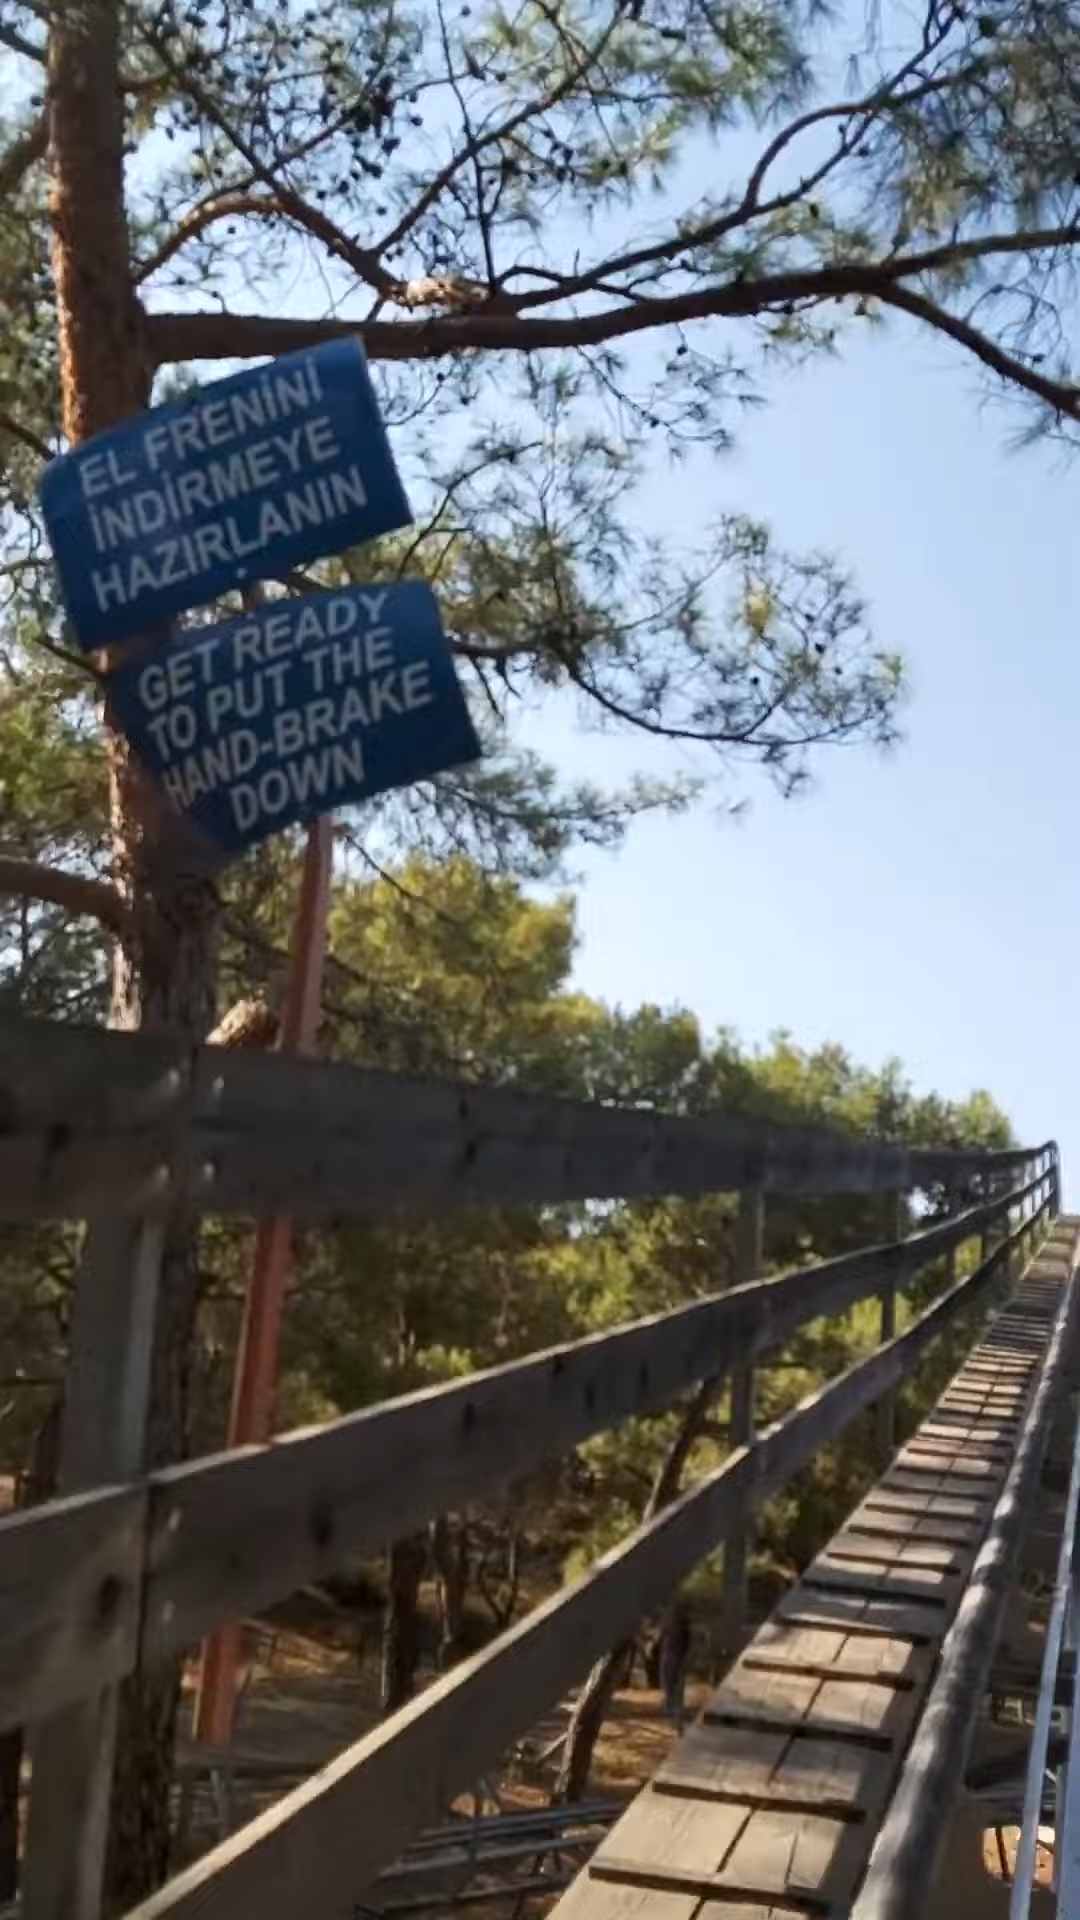 EL FRENİNİ
İNDİRMEYE
HAZIRLANIN
GET READY
TO PUT THE
HAND-BRAKE
DOWN